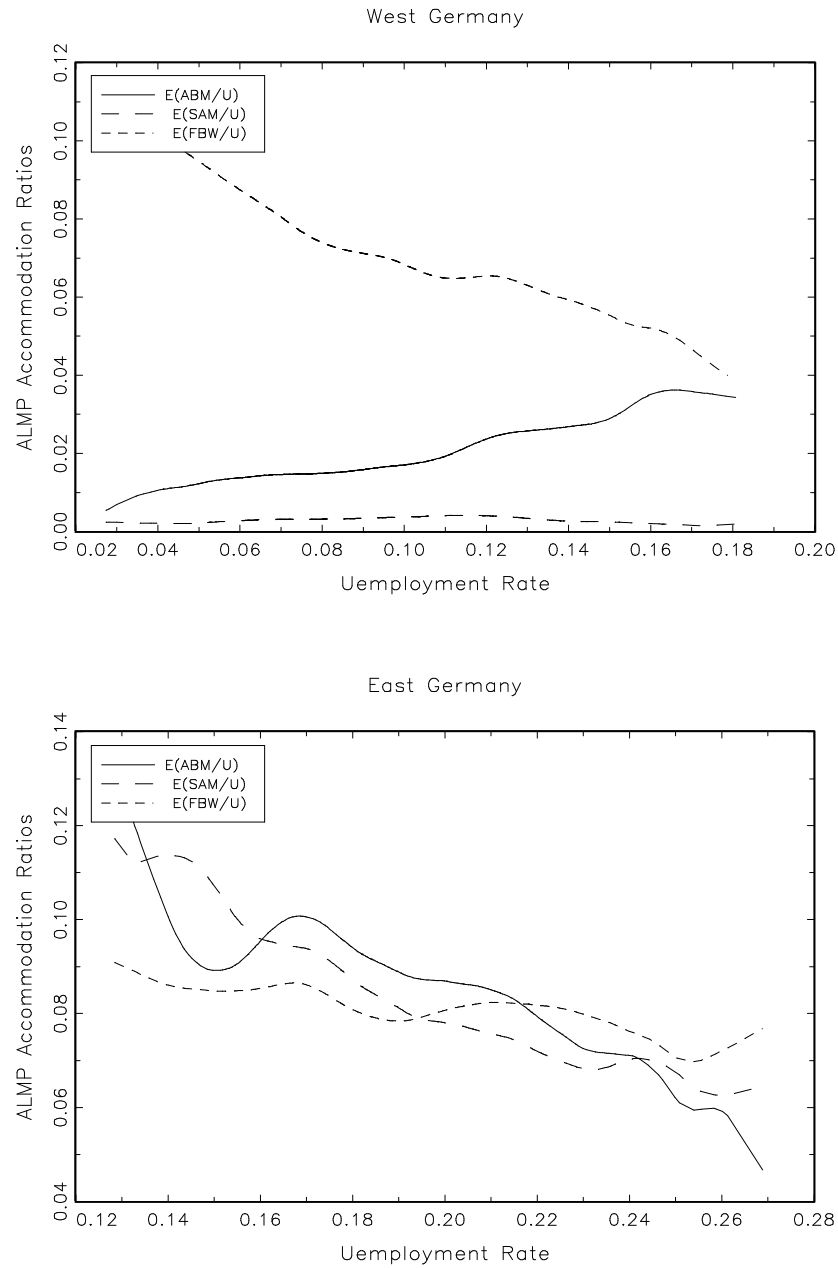 West Germany
ALMP Accommodation Ratios
0.12
0.10
0.08
0.06
0.04
0.02
0.00
E(ABM/U)
E(SAM/U)
E(FBW/U)
0.02 0.04 0.06 0.08 0.10 0.12 0.14 0.16 0.18 0.20
Uemployment Rate
East Germany
ALMP Accommodation Ratios
0.14
0.12
0.10
0.08
0.06
0.04
E(ABM/U)
E(SAM/U)
E(FBW/U)
0.12 0.14 0.16 0.18 0.20 0.22 0.24 0.26 0.28
Uemployment Rate